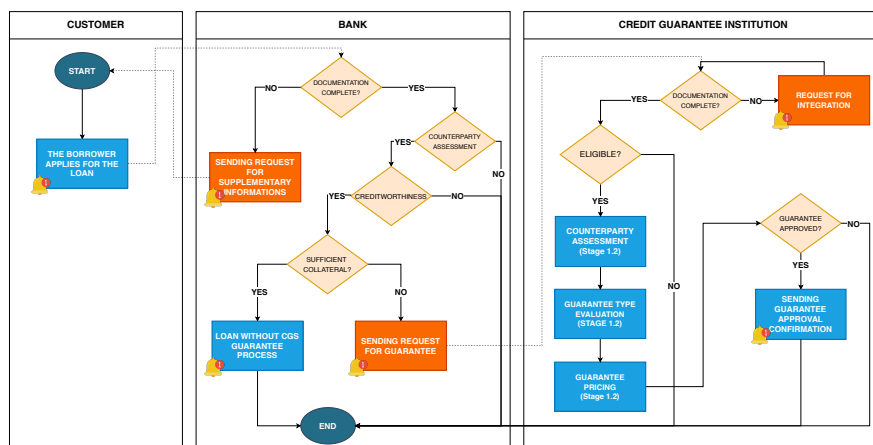 CUSTOMER
BANK
CREDIT GUARANTEE INSTITUTION
START
THE BORROWER
APPLIES FOR THE
LOAN
DOCUMENTATION
COMPLETE?
NO
YES
COUNTERPARTY
ASSESSMENT
YES
NO
SENDING REQUEST
FOR
SUPPLEMENTARY
INFORMATIONS
CREDITWORTHINESS
YES
NO
SUFFICIENT
COLLATERAL?
YES
NO
LOAN WITHOUT CGS
GUARANTEE
PROCESS
SENDING REQUEST
FOR GUARANTEE
END
DOCUMENTATION
COMPLETE?
YES
NO
REQUEST FOR
INTEGRATION
ELIGIBLE?
YES
NO
COUNTERPARTY
ASSESSMENT
(Stage 1.2)
GUARANTEE TYPE
EVALUATION
(STAGE 1.2)
GUARANTEE
PRICING
(Stage 1.2)
GUARANTEE
APPROVED?
NO
YES
SENDING
GUARANTEE
APPROVAL
CONFIRMATION